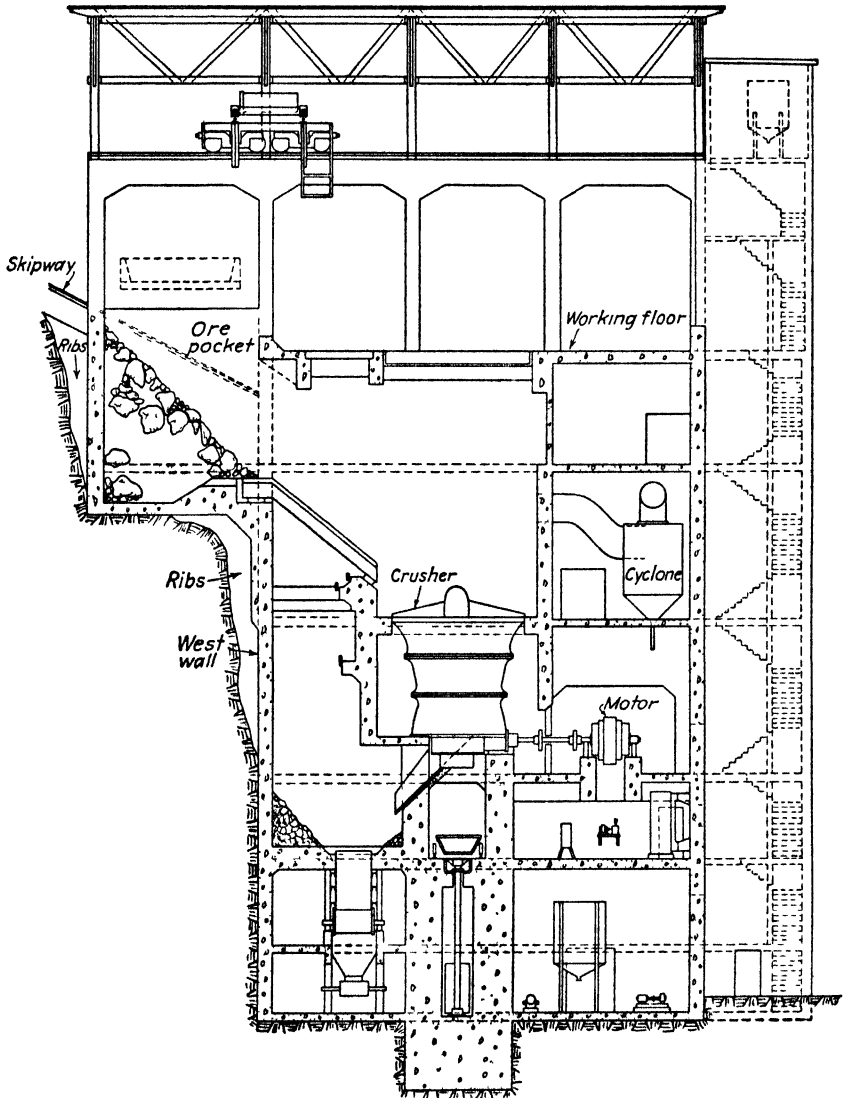 Skipway
Ribs
Ore
pocket
Working floor
Crusher
Cyclone
Ribs
West
wall
Motor